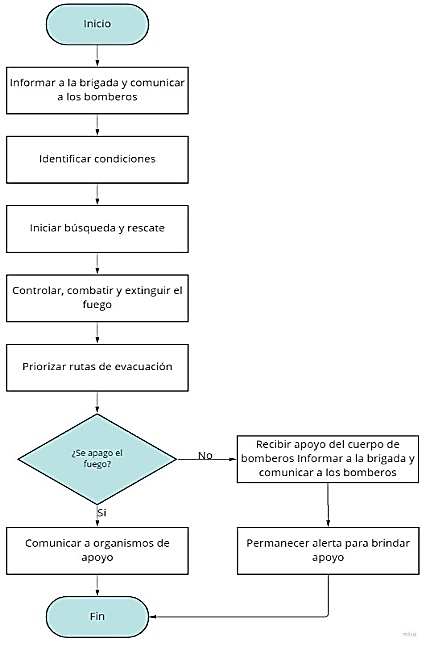 Inicio
Informar a la brigada y comunicar
a los bomberos
Identificar condiciones
Iniciar búsqueda y rescate
Controlar, combatir y extinguir el
fuego
Priorizar rutas de evacuación
¿Se apago el
fuego?
No
Recibir apoyo del cuerpo de
bomberos Informar a la brigada y
comunicar a los bomberos
Si
Comunicar a organismos de
apoyo
Permanecer alerta para brindar
apoyo
Fin
miro